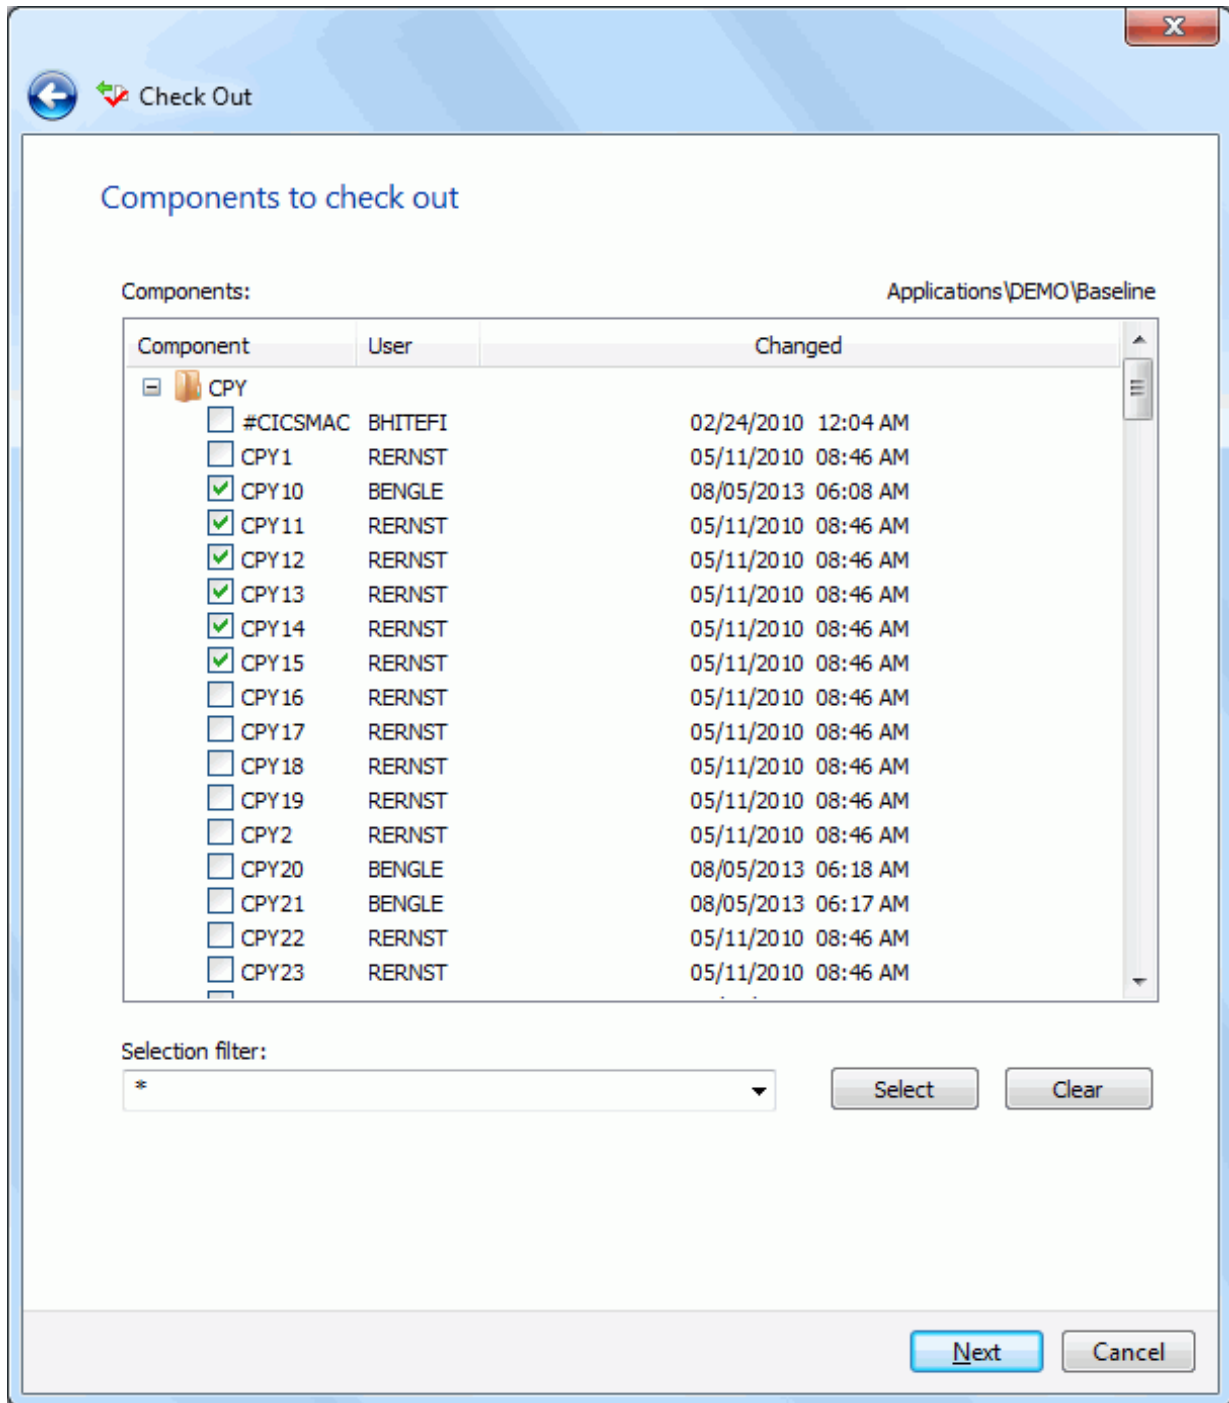 Check Out
Components to check out
Components: Applications\DEMO\Baseline
Component User Changed
CPY
#CICSMAC BHITEFI 02/24/2010 12:04 AM
CPY1 RERNST 05/11/2010 08:46 AM
CPY10 BENGLE 08/05/2013 06:08 AM
CPY11 RERNST 05/11/2010 08:46 AM
CPY12 RERNST 05/11/2010 08:46 AM
CPY13 RERNST 05/11/2010 08:46 AM
CPY14 RERNST 05/11/2010 08:46 AM
CPY15 RERNST 05/11/2010 08:46 AM
CPY16 RERNST 05/11/2010 08:46 AM
CPY17 RERNST 05/11/2010 08:46 AM
CPY18 RERNST 05/11/2010 08:46 AM
CPY19 RERNST 05/11/2010 08:46 AM
CPY2 RERNST 05/11/2010 08:46 AM
CPY20 BENGLE 08/05/2013 06:18 AM
CPY21 BENGLE 08/05/2013 06:17 AM
CPY22 RERNST 05/11/2010 08:46 AM
CPY23 RERNST 05/11/2010 08:46 AM
Selection filter:
* Select Clear
Next Cancel